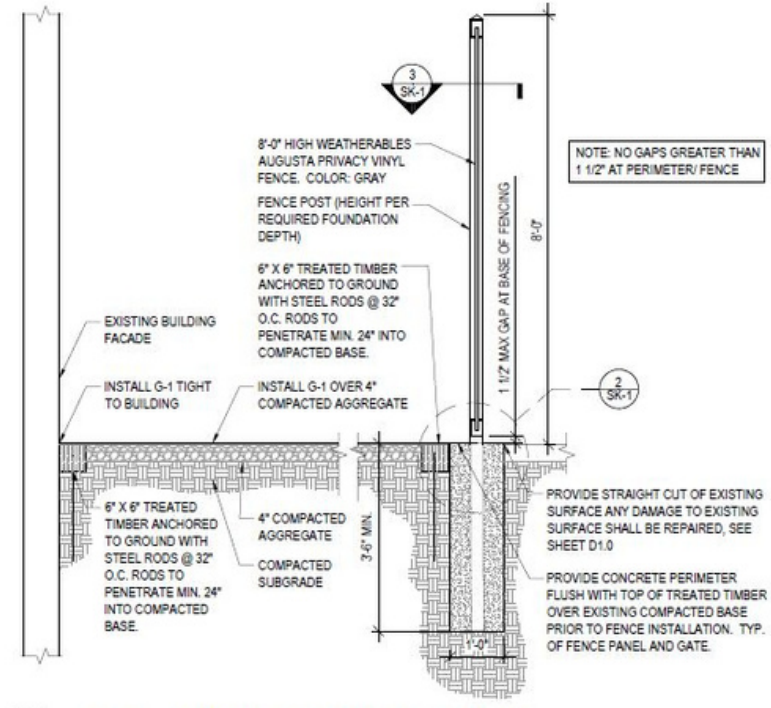 3
SK-1
8'-0" HIGH WEATHERABLES
AUGUSTA PRIVACY VINYL
FENCE. COLOR: GRAY
FENCE POST (HEIGHT PER
REQUIRED FOUNDATION
DEPTH)
6" X 6" TREATED TIMBER
ANCHORED TO GROUND
WITH STEEL RODS @ 32"
O.C. RODS TO
PENETRATE MIN. 24" INTO
COMPACTED BASE.
NOTE: NO GAPS GREATER THAN
1 1/2" AT PERIMETER/ FENCE
1 1/2" MAX GAP AT BASE OF FENCING
8'-0"
EXISTING BUILDING
FACADE
INSTALL G-1 TIGHT
TO BUILDING
INSTALL G-1 OVER 4"
COMPACTED AGGREGATE
2
SK-1
6" X 6" TREATED
TIMBER ANCHORED
TO GROUND WITH
STEEL RODS @ 32"
O.C. RODS TO
PENETRATE MIN. 24"
INTO COMPACTED
BASE.
4" COMPACTED
AGGREGATE
COMPACTED
SUBGRADE
3'-6" MIN.
1'-0"
PROVIDE STRAIGHT CUT OF EXISTING
SURFACE ANY DAMAGE TO EXISTING
SURFACE SHALL BE REPAIRED, SEE
SHEET D1.0
PROVIDE CONCRETE PERIMETER
FLUSH WITH TOP OF TREATED TIMBER
OVER EXISTING COMPACTED BASE
PRIOR TO FENCE INSTALLATION. TYP.
OF FENCE PANEL AND GATE.